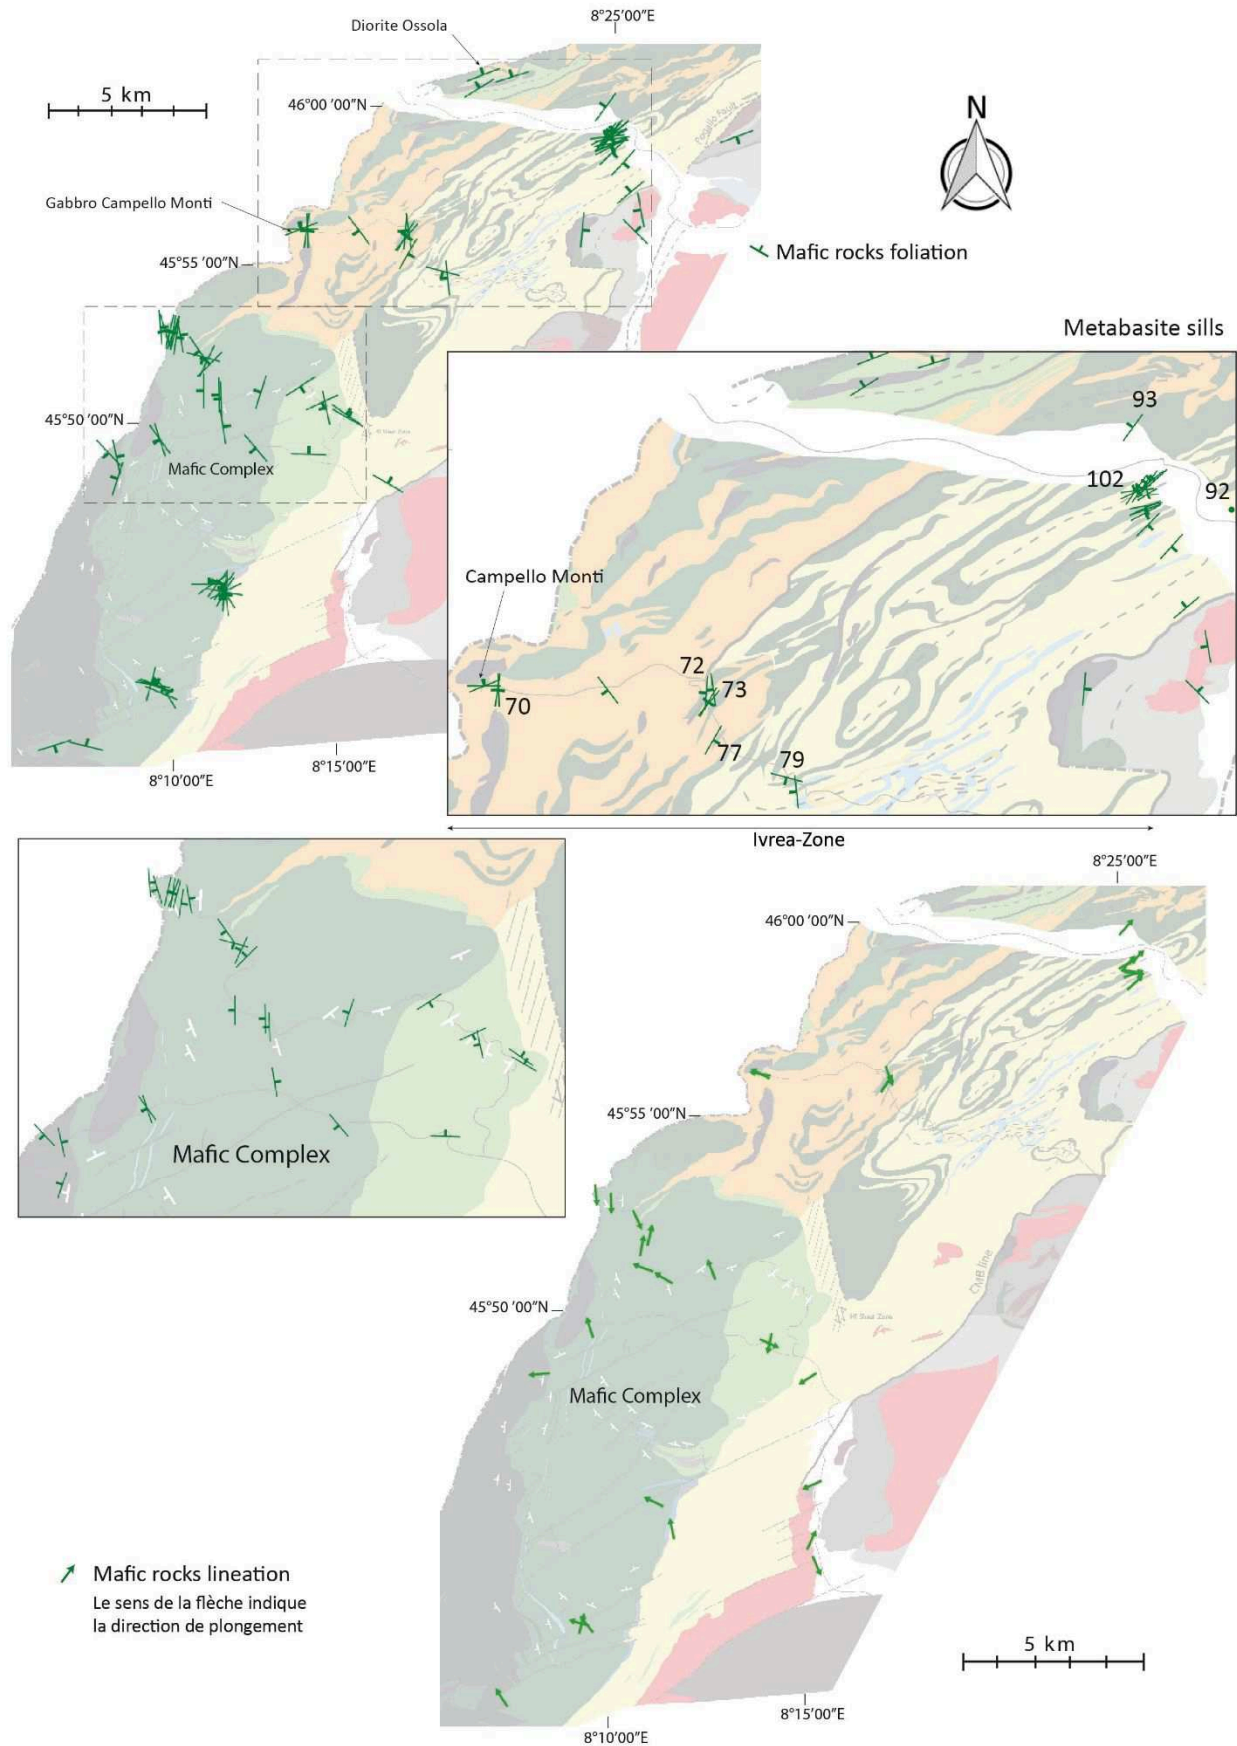 8°25'00"E
Diorite Ossola
5 km
46°00 '00"N
N
Pogallo Fault
Gabbro Campello Monti
Mafic rocks foliation
45°55 '00"N
Metabasite sills
45°50 '00"N
Mafic Complex
93
102
92
Campello Monti
72
73
70
77
79
8°15'00"E
8°10'00"E
Ivrea-Zone
8°25'00"E
46°00 '00"N
45°55 '00"N
Mafic Complex
CMB line
45°50 '00"N
Mafic Complex
Mafic rocks lineation
Le sens de la flèche indique
la direction de plongement
5 km
8°15'00"E
8°10'00"E